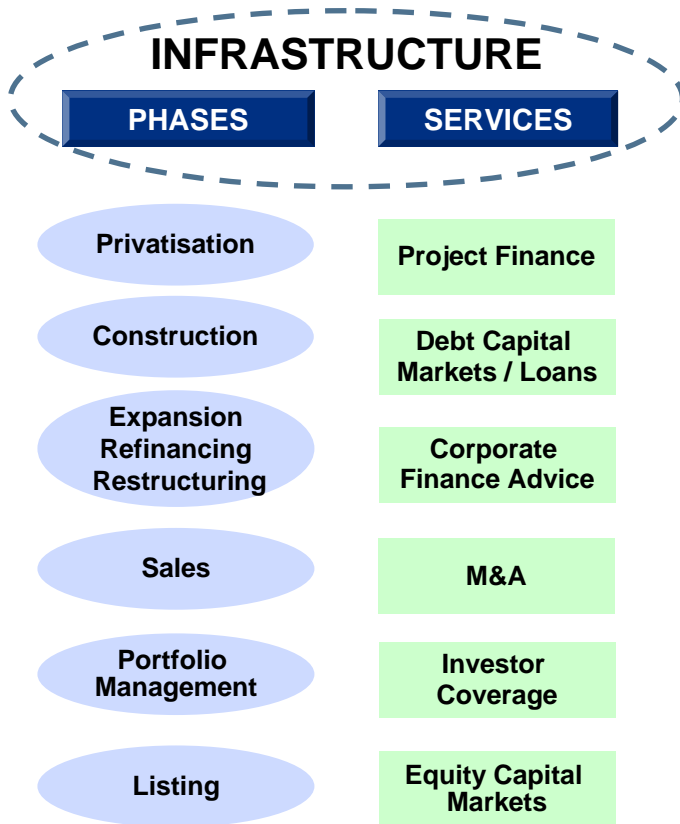 INFRASTRUCTURE
PHASES
SERVICES
Privatisation
Construction
Expansion
Refinancing
Restructuring
Sales
Portfolio
Management
Listing
Project Finance
Debt Capital
Markets / Loans
Corporate
Finance Advice
M&A
Investor
Coverage
Equity Capital
Markets